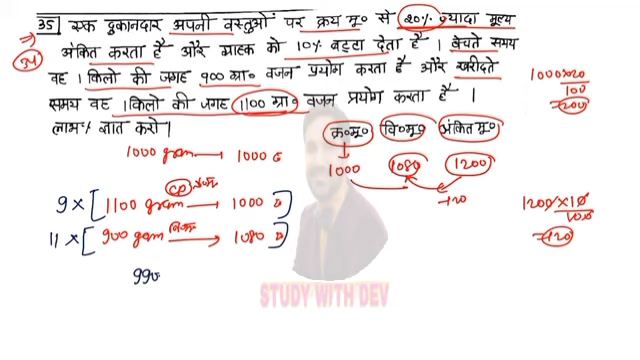 35] एक दुकानदार अपनी वस्तुओं पर क्रय मू० से 20% ज्यादा मूल्य
34 अंकित करता है और ग्राहक को 10% बट्टा देता है । बेचते समय
वह 1 किलो की जगह 900 ग्रा० वजन प्रयोग करता है और खरीदते
समय वह 1 किलो की जगह 1100 ग्रा० वजन प्रयोग करता है ।
लाभ% ज्ञात करो ।
1000×20
100
=200
क्र०मू० वि०मू० अंकित मू०
1000 gram → 1000
1000 1080 1200
-120
1200×10
100
=120
CP
9 × [1100 gram → 1000]
11 × [900 gram → 1080]
990
STUDY WITH DEV